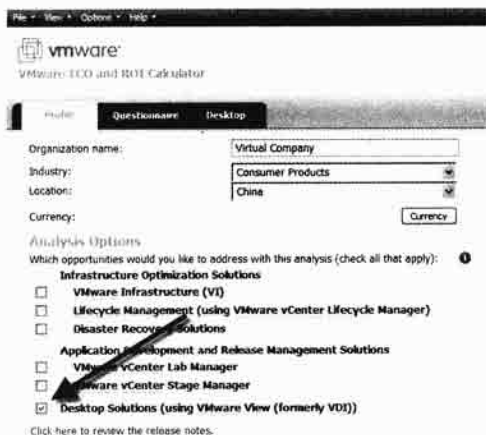 File View Options Help
vmware
VMware TCO and ROI Calculator
Profile Questionnaire Desktop
Organization name: Virtual Company
Industry: Consumer Products
Location: China
Currency: Currency
Analysis Options
Which opportunities would you like to address with this analysis (check all that apply):
Infrastructure Optimization Solutions
VMware Infrastructure (VI)
Lifecycle Management (using VMware vCenter Lifecycle Manager)
Disaster Recovery Solutions
Application Development and Release Management Solutions
VMware vCenter Lab Manager
VMware vCenter Stage Manager
Desktop Solutions (using VMware View (formerly VDI))
Click here to review the release notes.